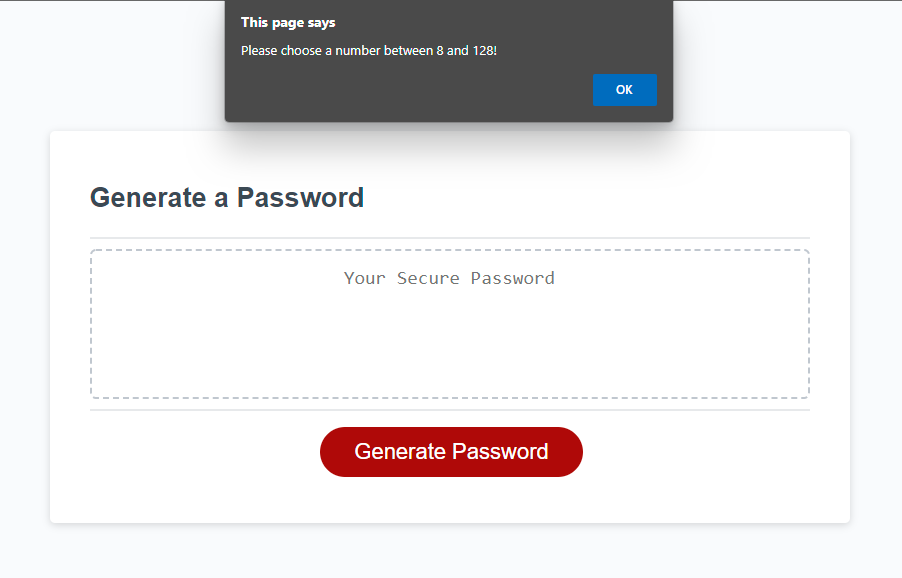 This page says
Please choose a number between 8 and 128!
OK
Generate a Password
Your Secure Password
Generate Password